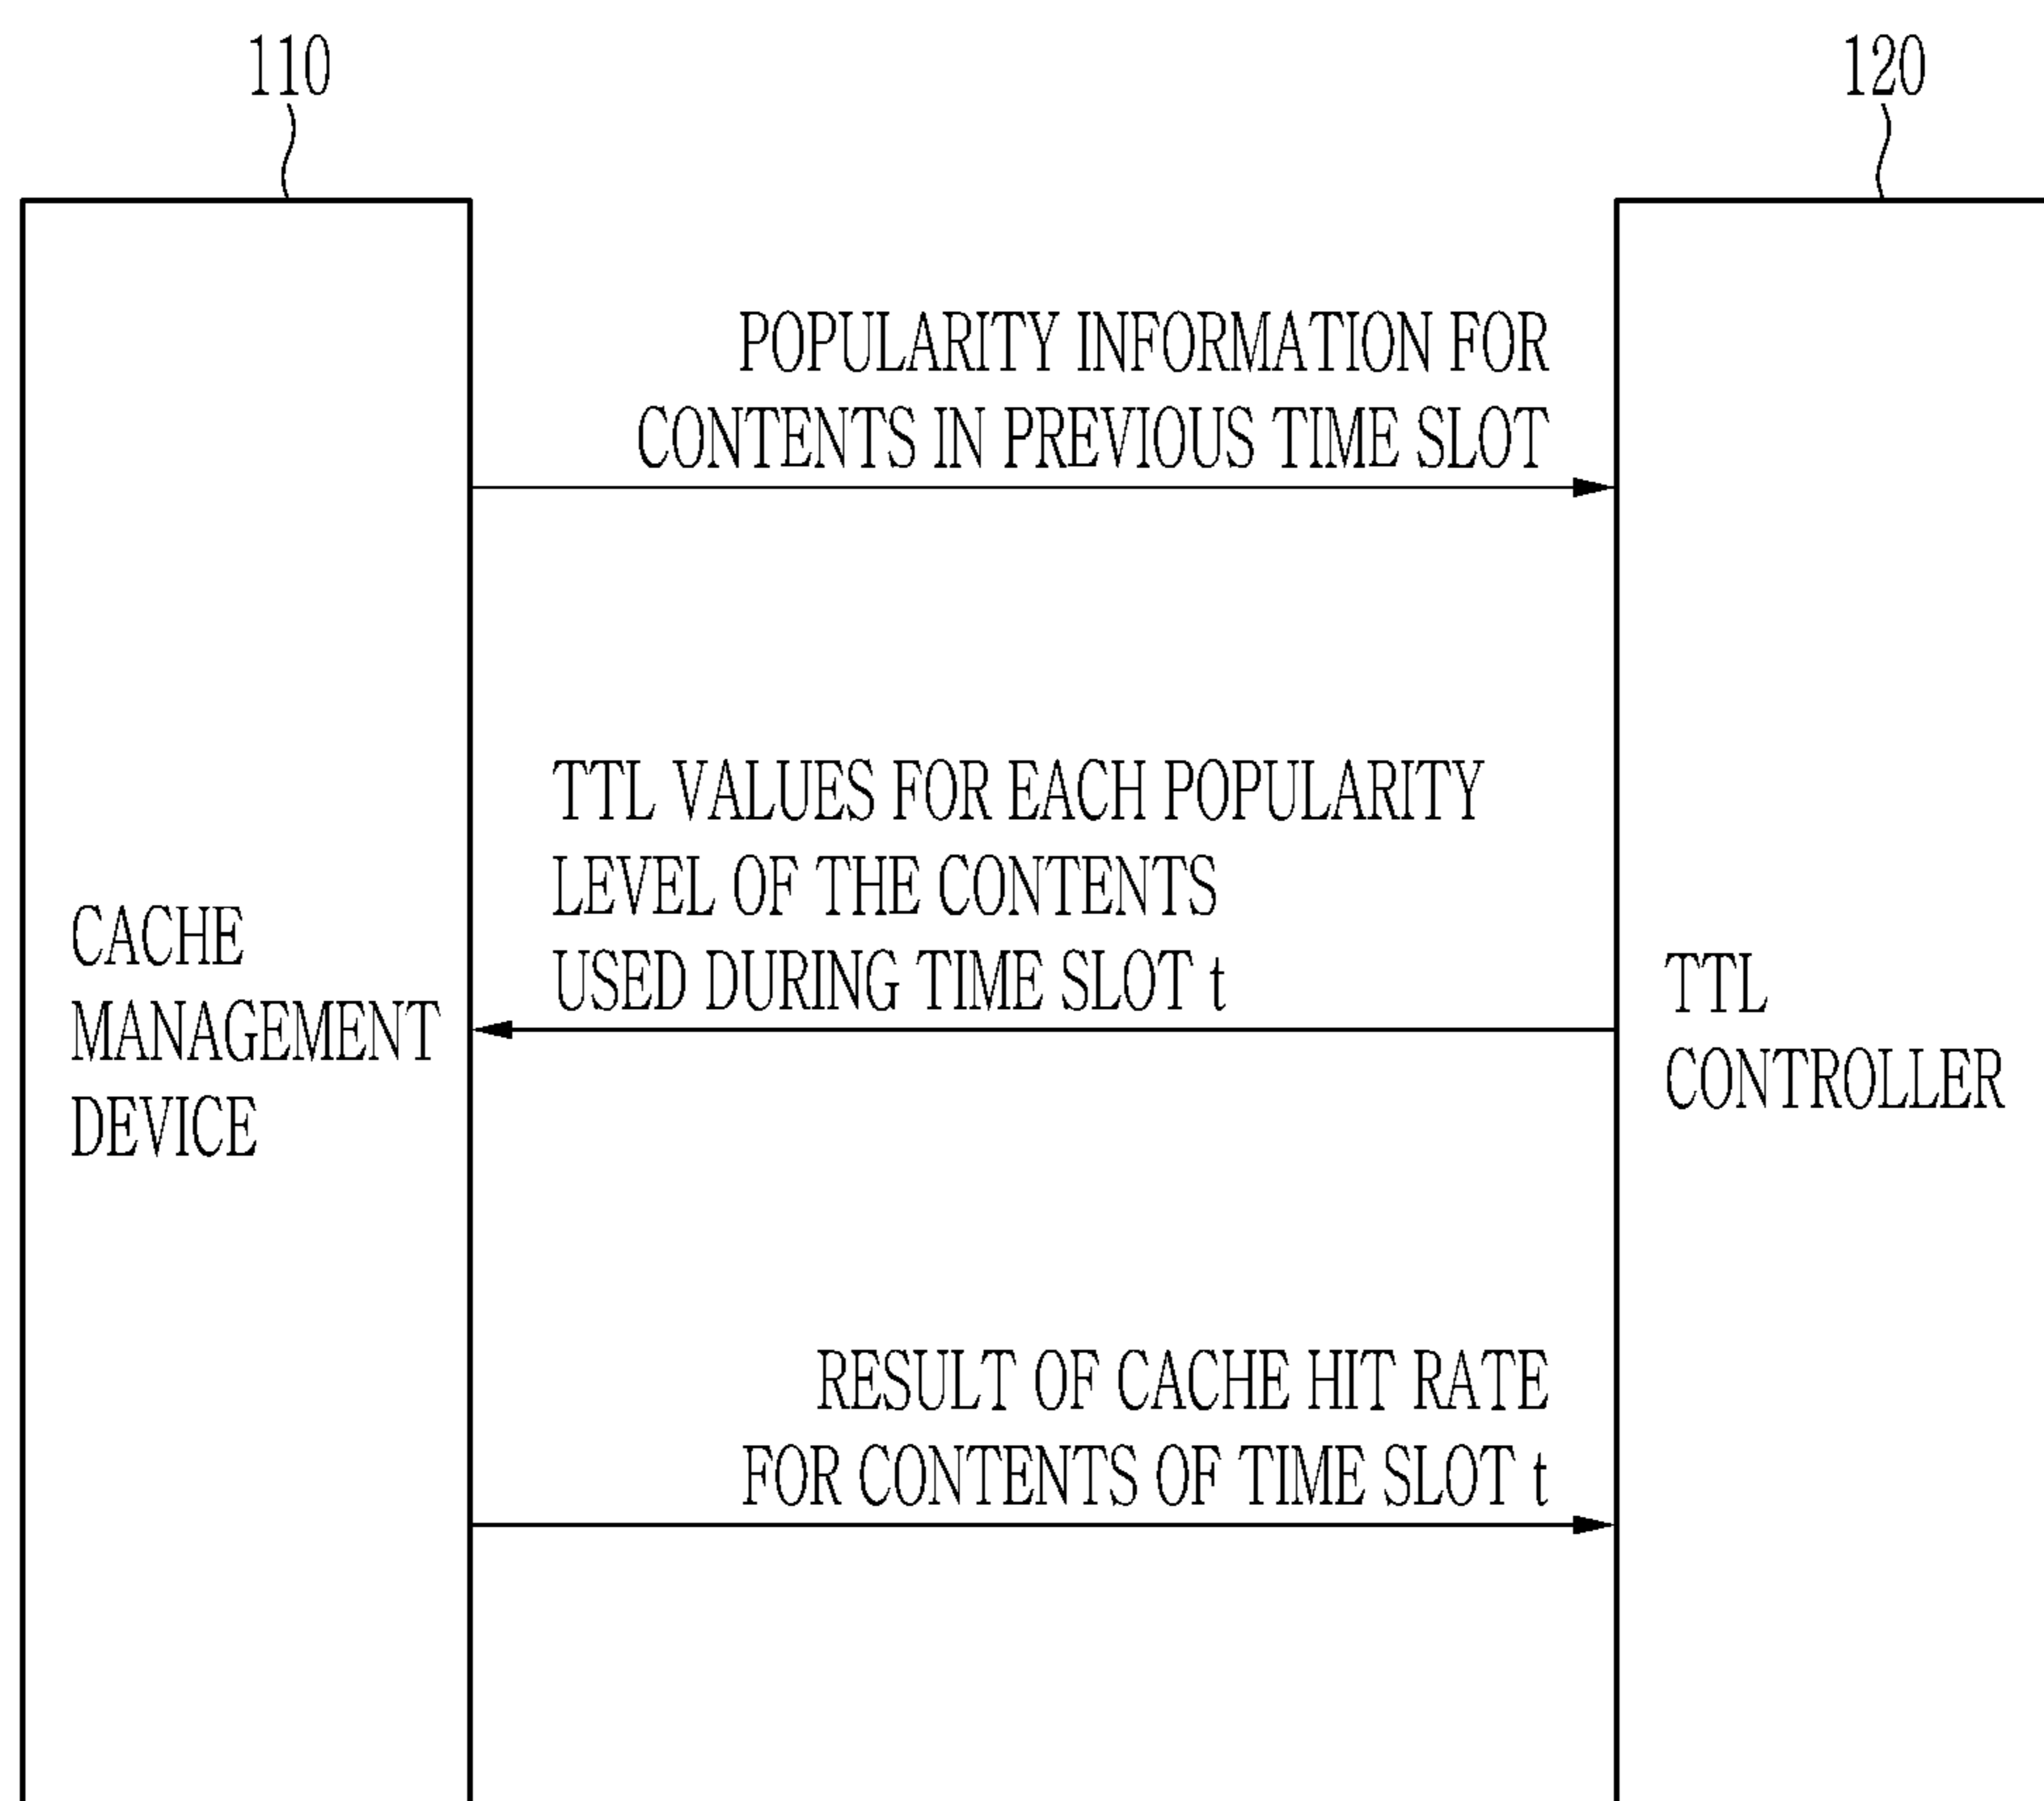 110
120
POPULARITY INFORMATION FOR
CONTENTS IN PREVIOUS TIME SLOT
TTL VALUES FOR EACH POPULARITY
LEVEL OF THE CONTENTS
USED DURING TIME SLOT t
CACHE
MANAGEMENT
DEVICE
TTL
CONTROLLER
RESULT OF CACHE HIT RATE
FOR CONTENTS OF TIME SLOT t